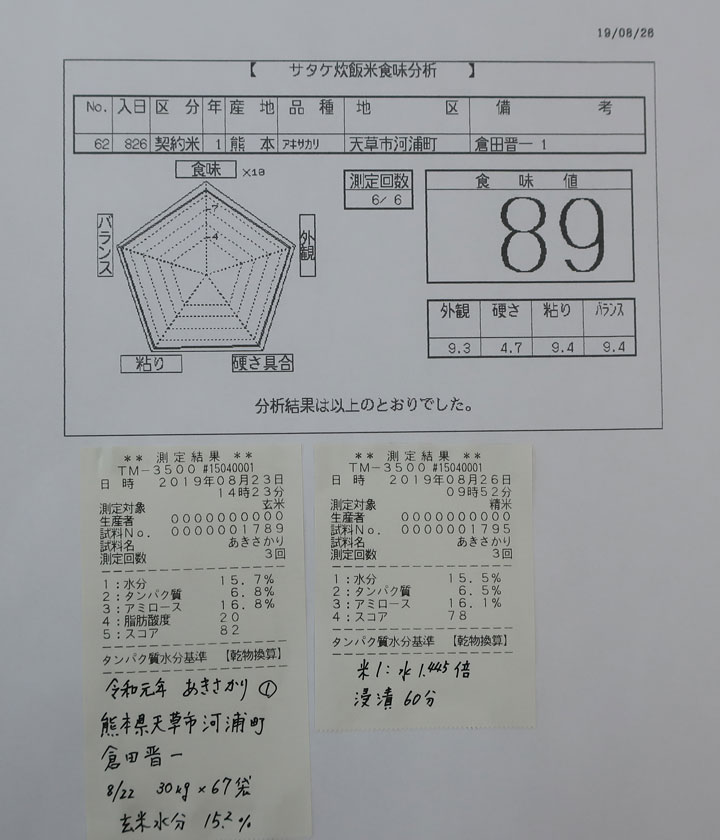 19/08/26
【 サタケ炊飯米食味分析 】
No. 入日 区 分 年 産 地 品 種 地 区 備 考
62 826 契約米 1 熊 本 アキサカリ 天草市河浦町 倉田晋一 1
食味 ×10
7
4
バランス
外観
粘り
硬さ具合
測定回数
6/ 6
食 味 値
89
外観 硬さ 粘り バランス
9.3 4.7 9.4 9.4
分析結果は以上のとおりでした。
** 測定結果 **
TM-3500 #15040001
日 時 2019年08月23日
14時23分
測定対象 玄米
生産者 0000000000
試料No. 0000001789
試料名 あきさかり
測定回数 3回
1:水分 15.7%
2:タンパク質 6.8%
3:アミロース 16.8%
4:脂肪酸度 20
5:スコア 82
タンパク質水分基準 【乾物換算】
令和元年 あきさかり ①
熊本県天草市河浦町
倉田晋一
8/22 30kg×67袋
玄米水分 15.2%
** 測定結果 **
TM-3500 #15040001
日 時 2019年08月26日
09時52分
測定対象 精米
生産者 0000000000
試料No. 0000001795
試料名 あきさかり
測定回数 3回
1:水分 15.5%
2:タンパク質 6.5%
3:アミロース 16.1%
4:スコア 78
タンパク質水分基準 【乾物換算】
米1:水1.445倍
浸漬60分